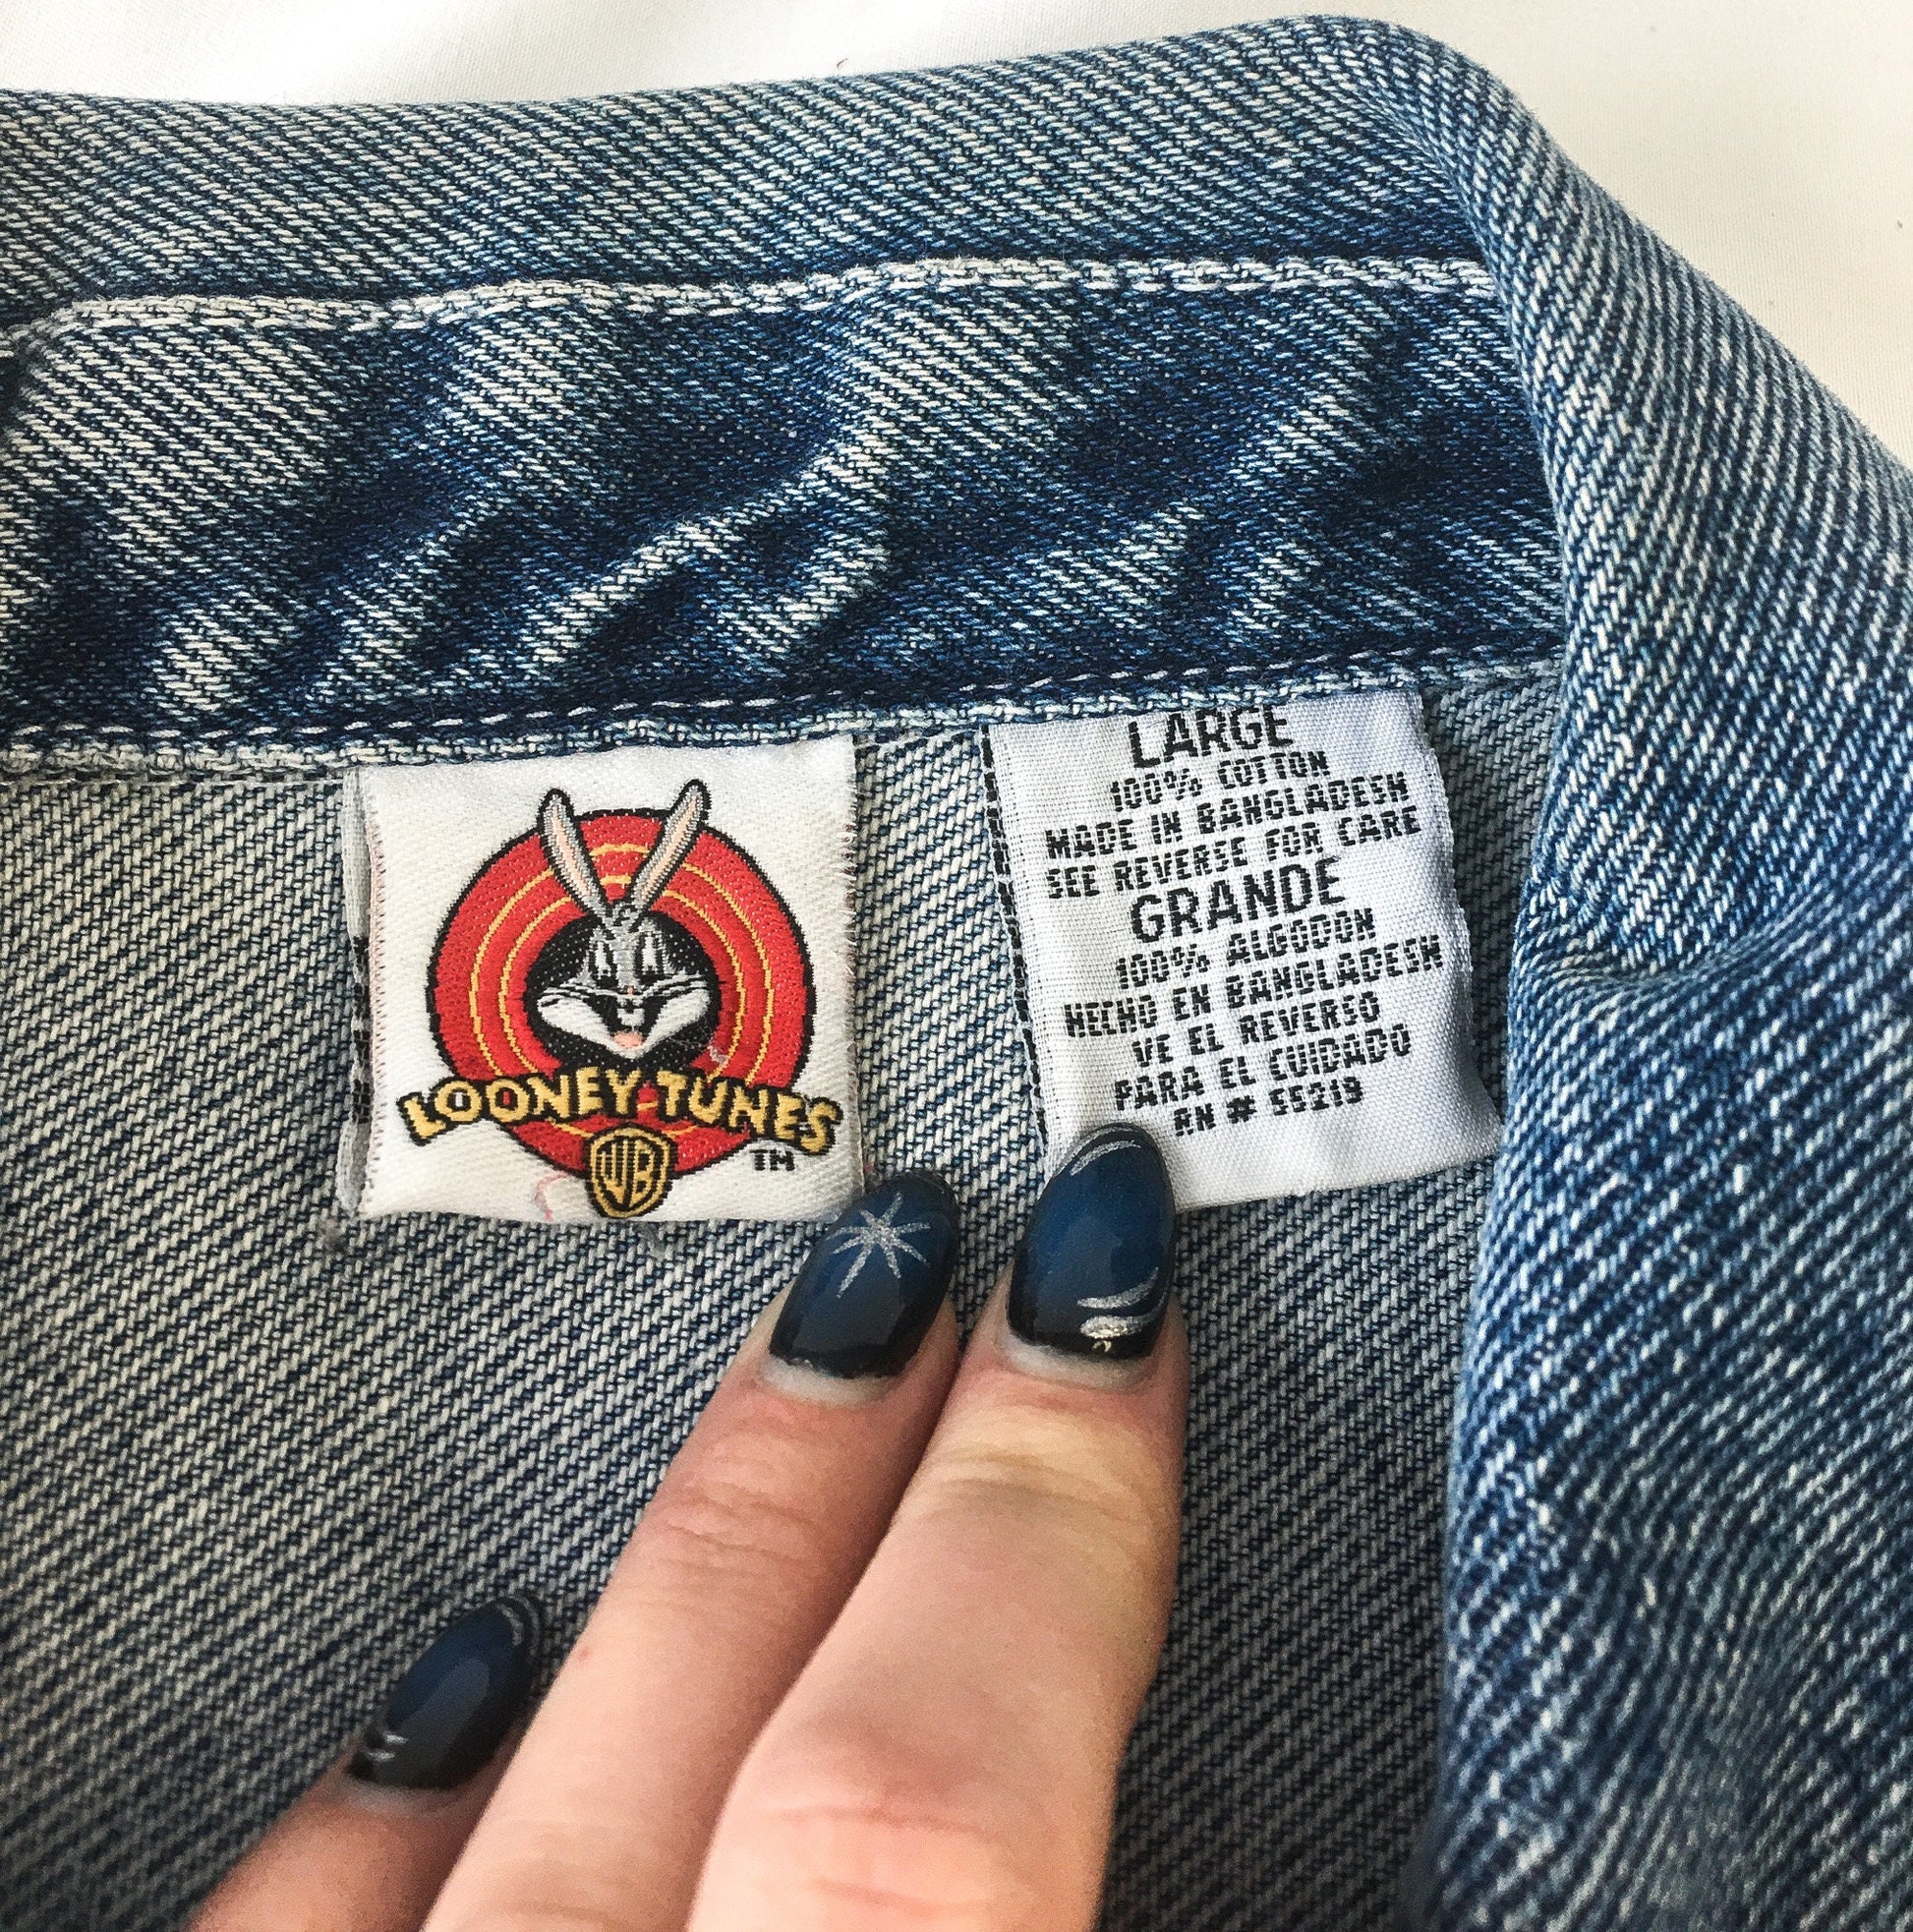 LOONEY TUNES
TM
WB
LARGE
100% COTTON
MADE IN BANGLADESH
SEE REVERSE FOR CARE
GRANDE
100% ALGODON
HECHO EN BANGLADESH
VE EL REVERSO
PARA EL CUIDADO
RN # 55219